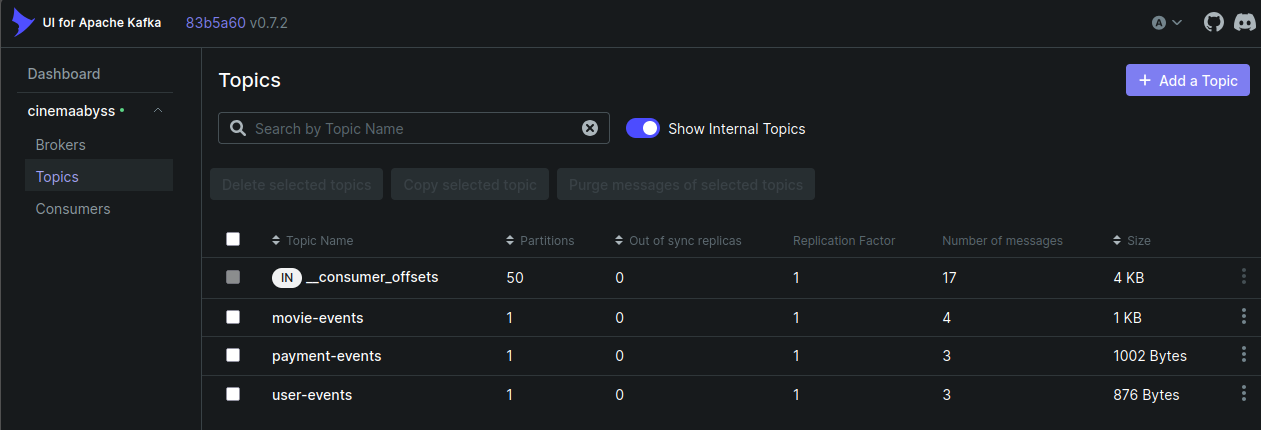 UI for Apache Kafka 83b5a60 v0.7.2 A
Dashboard
cinemaabyss
Brokers
Topics
Consumers
Topics
Add a Topic
Search by Topic Name
Show Internal Topics
Delete selected topics Copy selected topic Purge messages of selected topics
Topic Name Partitions Out of sync replicas Replication Factor Number of messages Size
IN __consumer_offsets 50 0 1 17 4 KB
movie-events 1 0 1 4 1 KB
payment-events 1 0 1 3 1002 Bytes
user-events 1 0 1 3 876 Bytes